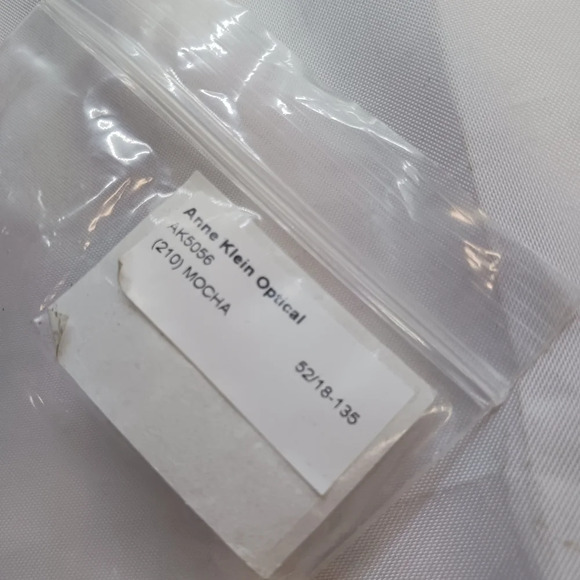 Anne Klein Optical
AK5056
(210) MOCHA
52/18-135